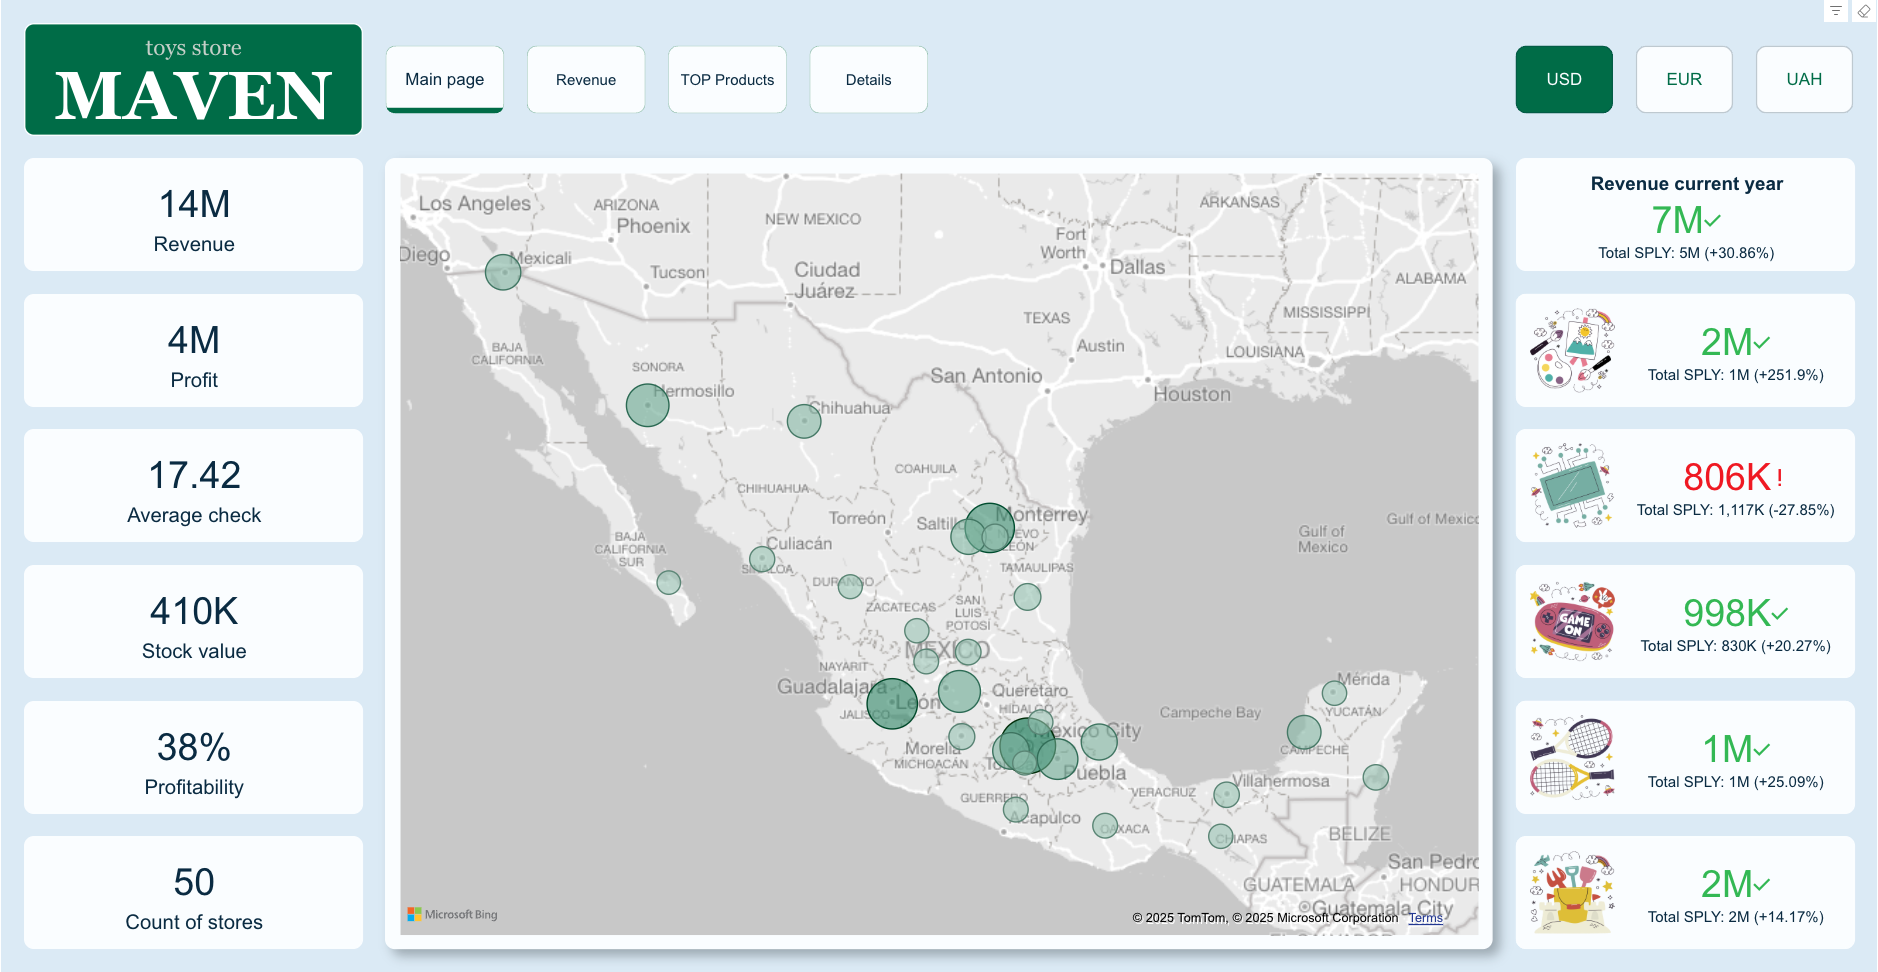 toys store
MAVEN
Main page
Revenue
TOP Products
Details
USD
EUR
UAH
14M
Revenue
4M
Profit
17.42
Average check
410K
Stock value
38%
Profitability
50
Count of stores
Los Angeles
ARIZONA
Phoenix
NEW MEXICO
ARKANSAS
Diego
Mexicali
Tucson
Ciudad
Juárez
Fort
Worth
Dallas
ALABAMA
TEXAS
MISSISSIPPI
BAJA
CALIFORNIA
SONORA
Austin
LOUISIANA
San Antonio
Houston
Hermosillo
Chihuahua
COAHUILA
CHIHUAHUA
Torreón
Saltill
Monterrey
NUEVO
LEÓN
Gulf of
Mexico
Gulf of Mexico
BAJA
CALIFORNIA
SUR
Culiacán
SINALOA
DURANGO
TAMAULIPAS
ZACATECAS
SAN
LUIS
POTOSÍ
MEXICO
NAYARIT
Guadalajara
León
JALISCO
Querétaro
HIDALGO
Mexico City
Morelia
MICHOACÁN
To
Puebla
Campeche Bay
Mérida
YUCATÁN
CAMPECHE
VERACRUZ
Villahermosa
GUERRERO
Acapulco
OAXACA
CHIAPAS
BELIZE
San Pedro
GUATEMALA
HONDUR
Guatemala City
EL SALVADOR
Microsoft Bing
© 2025 TomTom, © 2025 Microsoft Corporation Terms
Revenue current year
7M
Total SPLY: 5M (+30.86%)
2M
Total SPLY: 1M (+251.9%)
806K!
Total SPLY: 1,117K (-27.85%)
GAME
ON
998K
Total SPLY: 830K (+20.27%)
1M
Total SPLY: 1M (+25.09%)
2M
Total SPLY: 2M (+14.17%)